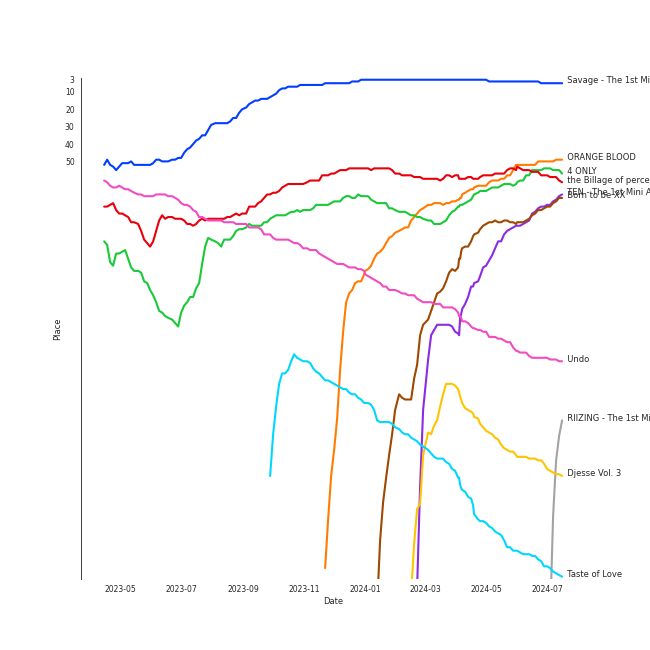 3
10
20
30
40
50
Place
Savage - The 1st Mi
ORANGE BLOOD
4 ONLY
the Billage of perce
TEN - The 1st Mini A
Born to be XX
Undo
RIIZING - The 1st Mi
Djesse Vol. 3
Taste of Love
2023-05 2023-07 2023-09 2023-11 2024-01 2024-03 2024-05 2024-07
Date